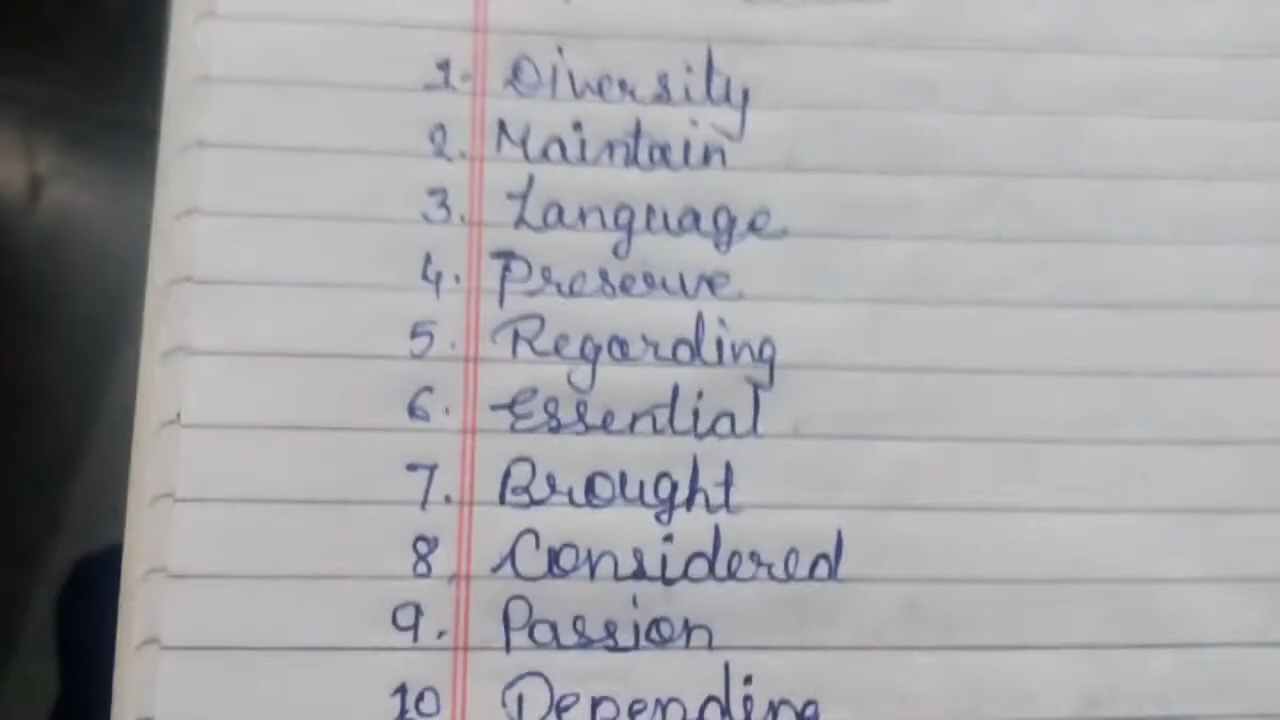 1. Diversity
2. Maintain
3. Language
4. Preserve
5. Regarding
6. Essential
7. Brought
8. Considered
9. Passion
10 Depending